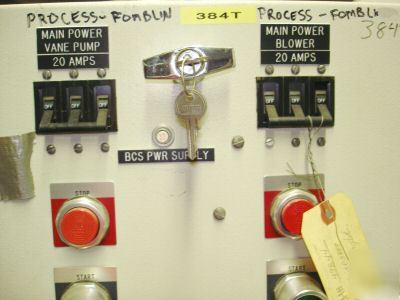 PROCESS - FOMBLIN
384T
PROCESS - FOMBLI
384
MAIN POWER
VANE PUMP
20 AMPS
MAIN POWER
BLOWER
20 AMPS
OFF OFF OFF
OFF OFF OFF
BCS PWR SUPPLY
STOP
STOP
START
START